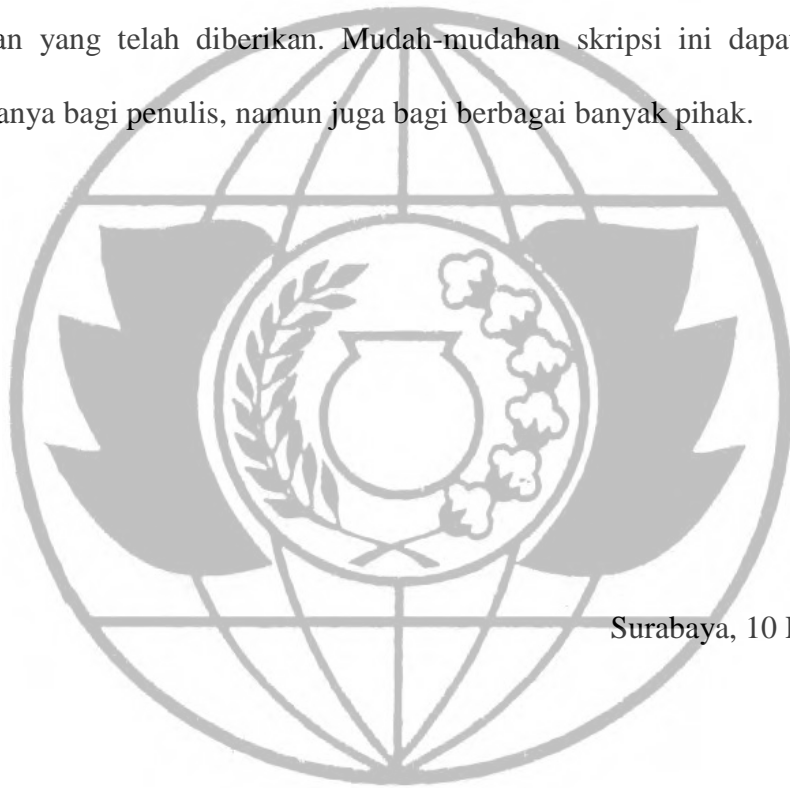 an yang telah diberikan. Mudah-mudahan skripsi ini dapa
anya bagi penulis, namun juga bagi berbagai banyak pihak.
Surabaya, 10